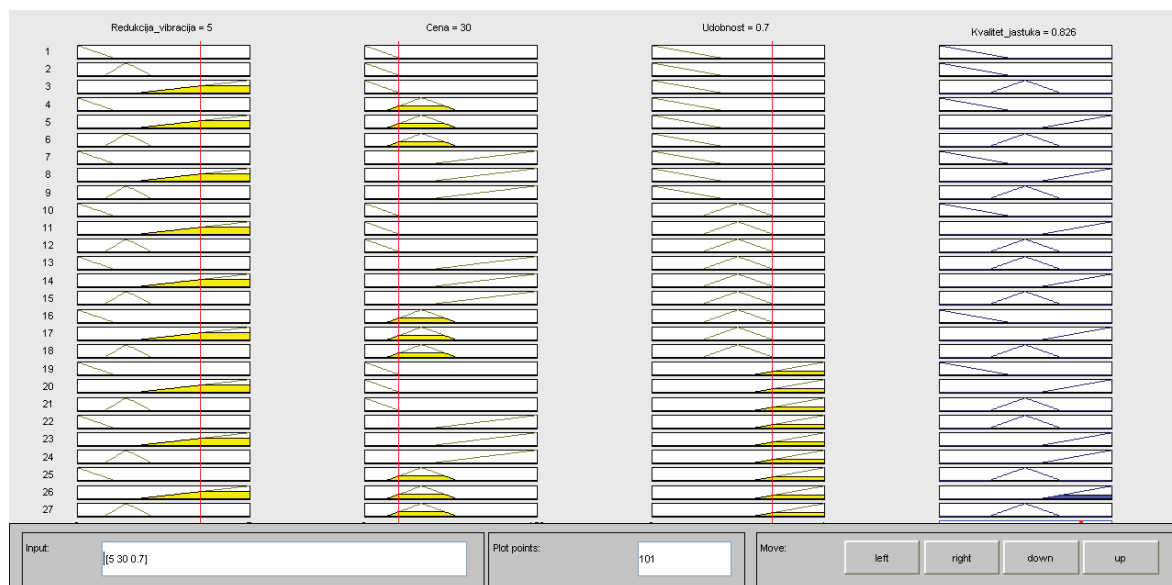 Redukcija_vibracija = 5
Cena = 30
Udobnost = 0.7
Kvalitet_jastuka = 0.826
1
2
3
4
5
6
7
8
9
10
11
12
13
14
15
16
17
18
19
20
21
22
23
24
25
26
27
Input:
[5 30 0.7]
Plot points:
101
Move:
left
right
down
up